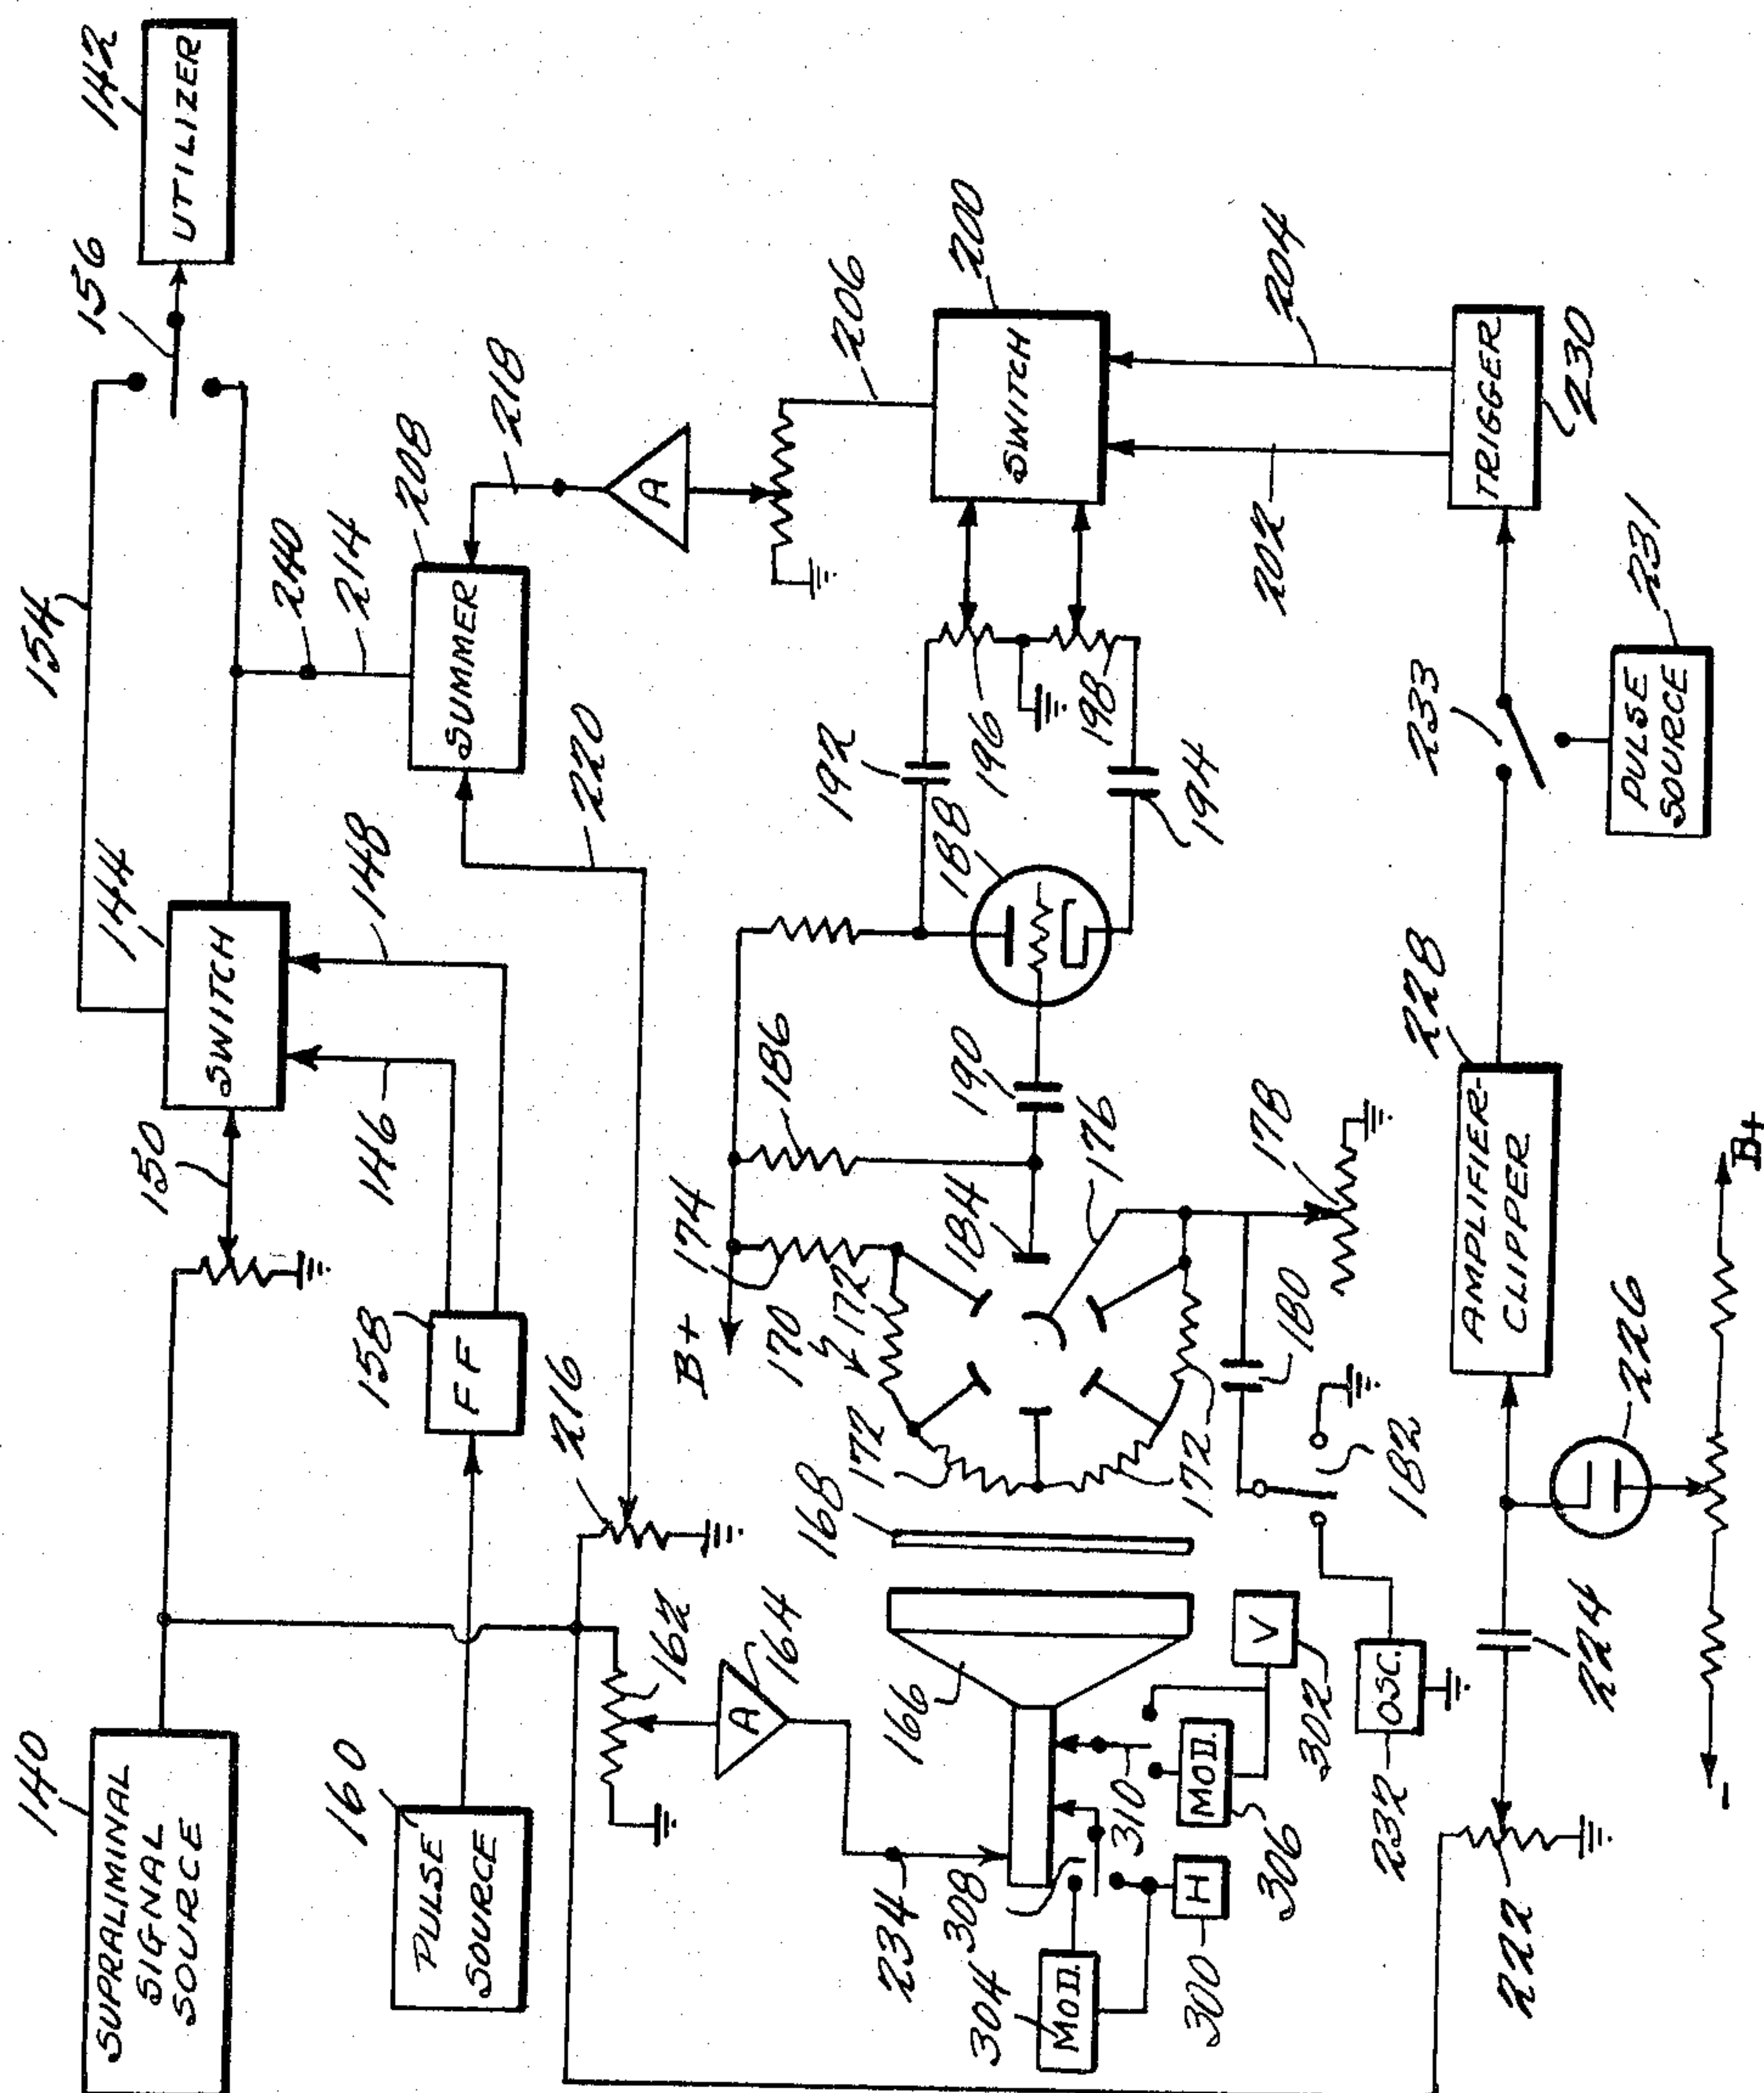 140
SUPRALIMINAL
SIGNAL
SOURCE
150
144
SWITCH
154
156
142
UTILIZER
160
PULSE
SOURCE
158
FF
146
148
240
214
208
SUMMER
218
216
220
162
A
164
A
206
234
166
168
B+
170
172
174
172
172
186
184
176
190
188
192
194
196
198
200
SWITCH
202
204
304
MOD.
308
300
H
310
MOD.
306
V
302
232
OSC.
182
180
178
222
224
226
228
AMPLIFIER-
CLIPPER
233
231
PULSE
SOURCE
TRIGGER
230
-
B+